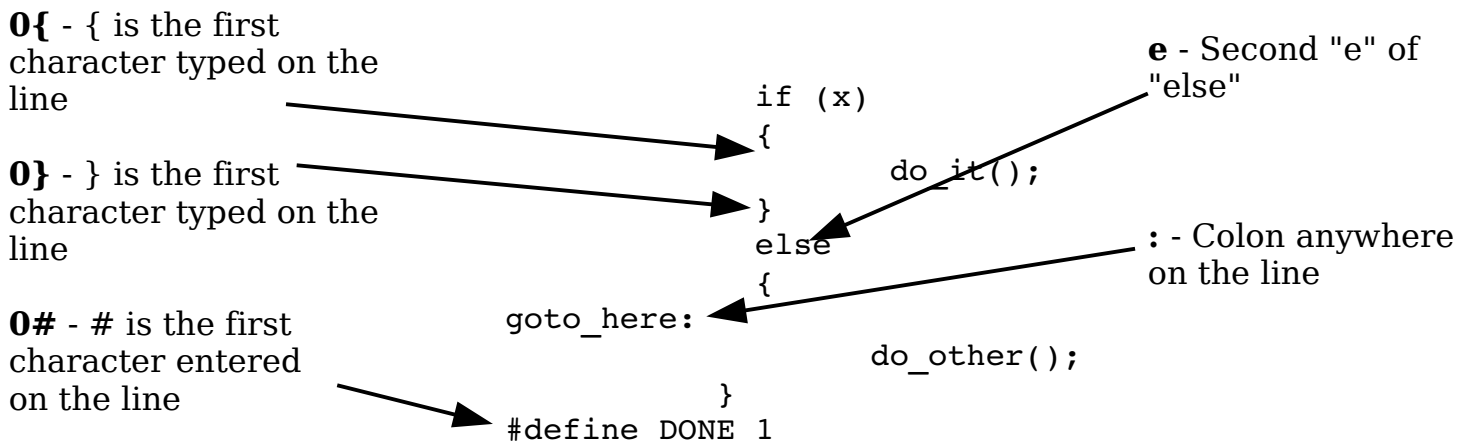 0{ - { is the first
character typed on the
line
0} - } is the first
character typed on the
line
0# - # is the first
character entered
on the line
if (x)
{
do_it();
}
else
{
goto_here:
do_other();
}
#define DONE 1
e - Second "e" of
"else"
: - Colon anywhere
on the line